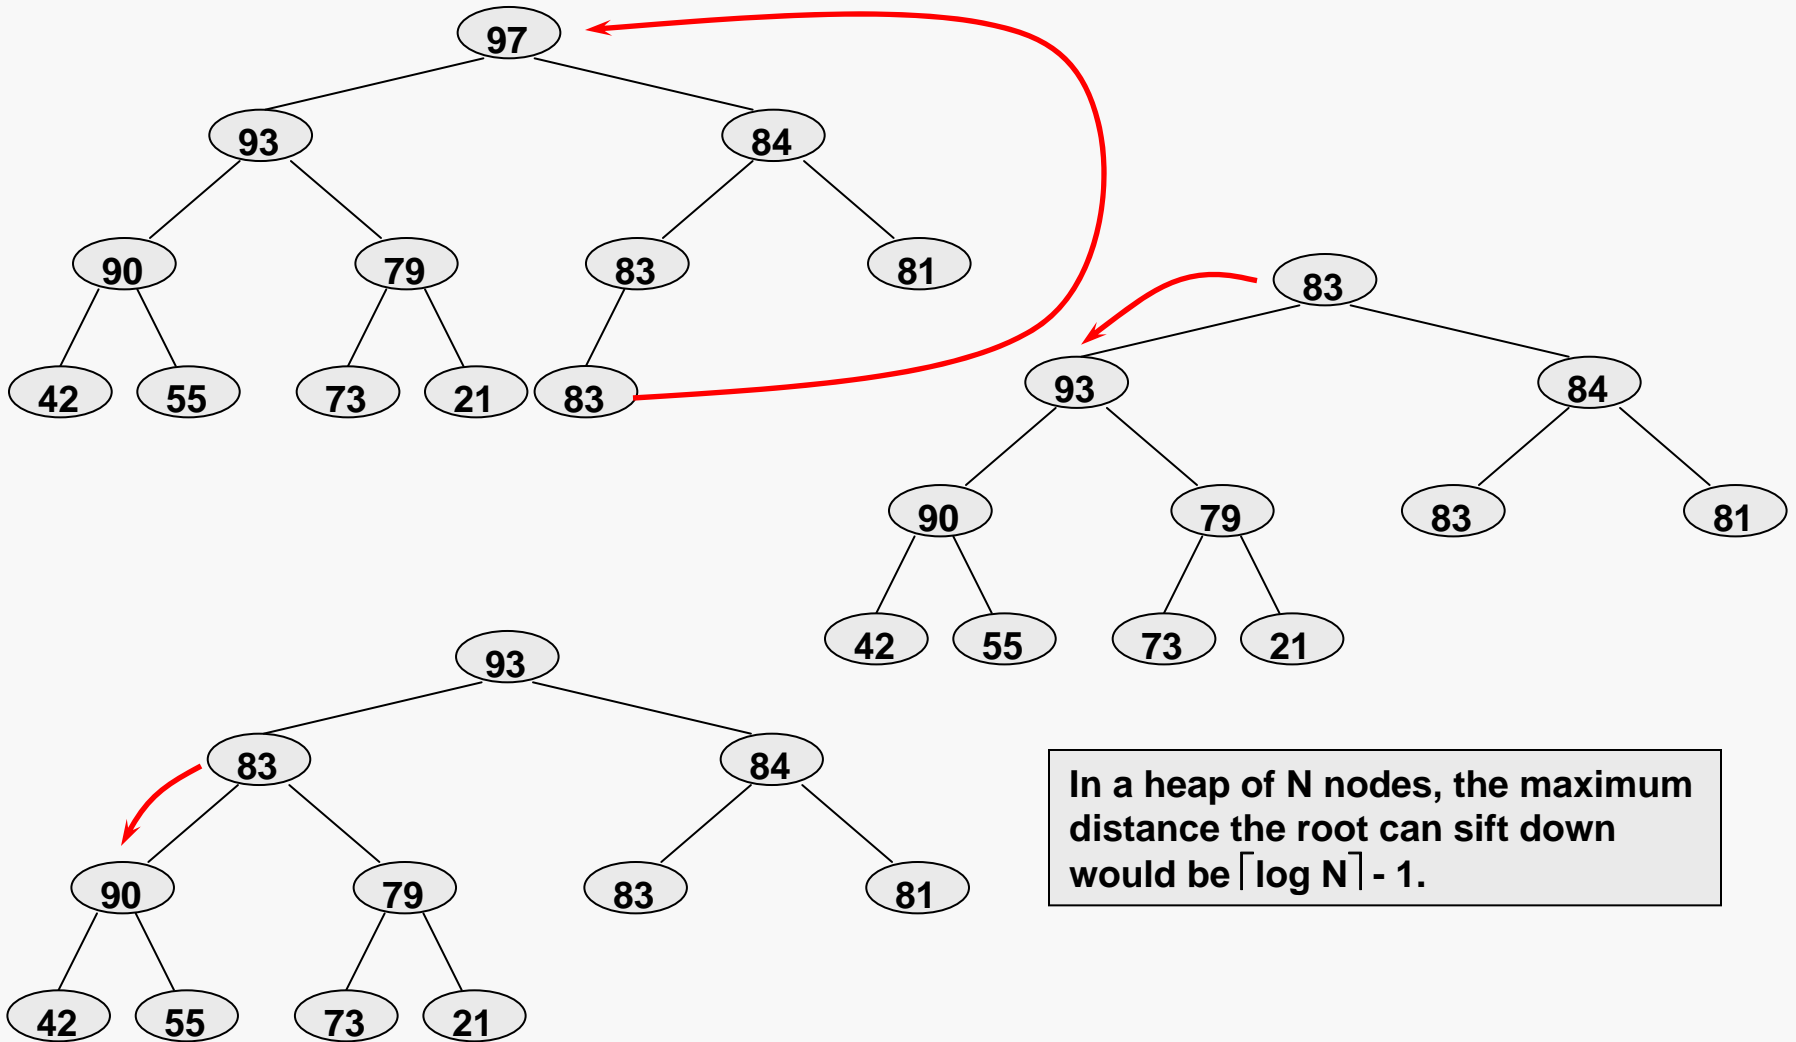 97
93 84
90 79 83 81
42 55 73 21 83
83
93 84
90 79 83 81
42 55 73 21
93
83 84
90 79 83 81
42 55 73 21
In a heap of N nodes, the maximum
distance the root can sift down
would be ⌈log N⌉ - 1.